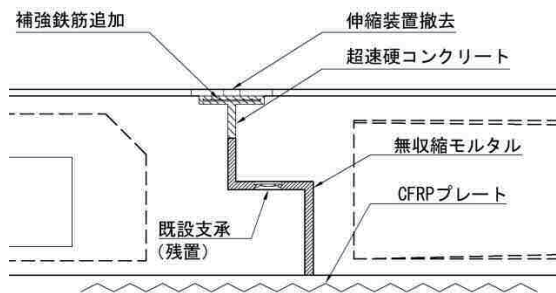 補強鉄筋追加
伸縮装置撤去
超速硬コンクリート
無収縮モルタル
CFRPプレート
既設支承
(残置)